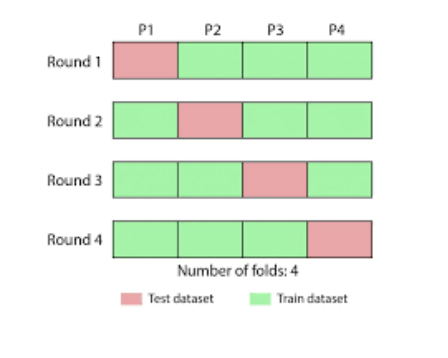 P1 P2 P3 P4
Round 1
Round 2
Round 3
Round 4
Number of folds: 4
Test dataset Train dataset